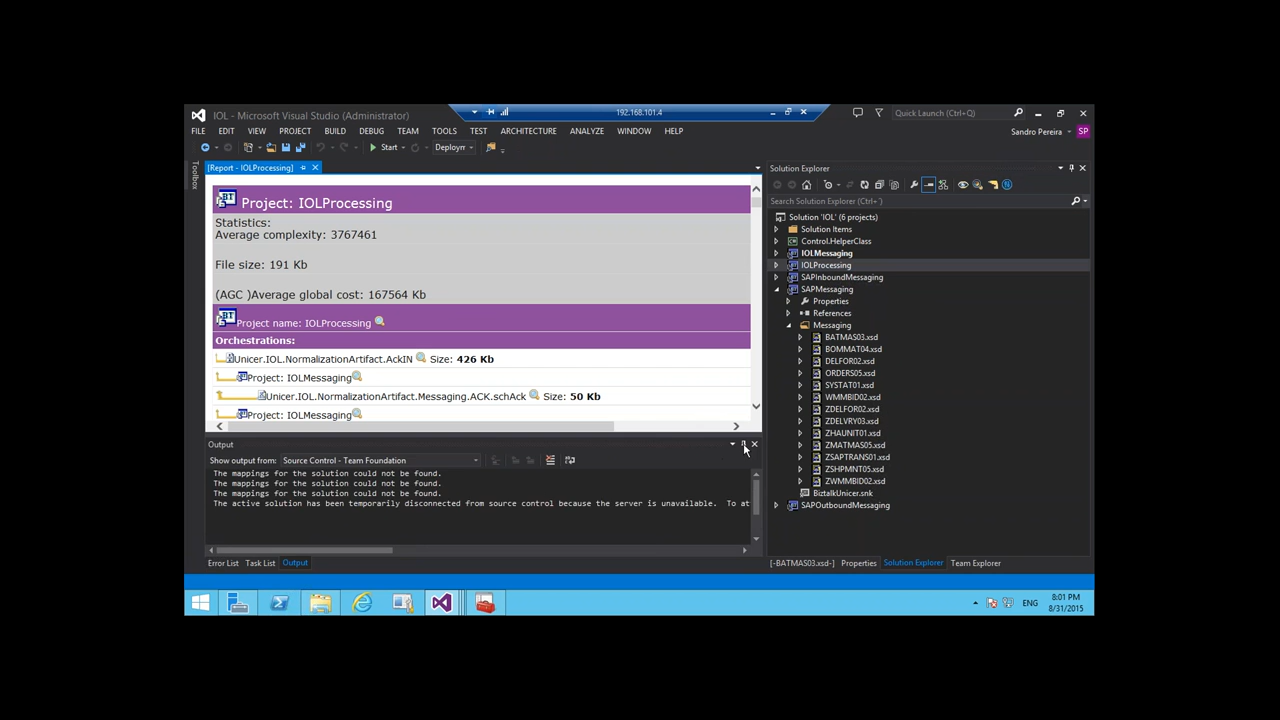 192.168.101.4
IOL - Microsoft Visual Studio (Administrator)
Quick Launch (Ctrl+Q)
FILE EDIT VIEW PROJECT BUILD DEBUG TEAM TOOLS TEST ARCHITECTURE ANALYZE WINDOW HELP
Sandro Pereira SP
Start Deployn
Toolbox
[Report - IOLProcessing]
Project: IOLProcessing
Statistics:
Average complexity: 3767461
File size: 191 Kb
(AGC )Average global cost: 167564 Kb
Project name: IOLProcessing
Orchestrations:
Unicer.IOL.NormalizationArtifact.AckIN Size: 426 Kb
Project: IOLMessaging
Unicer.IOL.NormalizationArtifact.Messaging.ACK.schAck Size: 50 Kb
Project: IOLMessaging
Output
Show output from: Source Control - Team Foundation
The mappings for the solution could not be found.
The mappings for the solution could not be found.
The mappings for the solution could not be found.
The active solution has been temporarily disconnected from source control because the server is unavailable. To at
Error List Task List Output
Solution Explorer
Search Solution Explorer (Ctrl+')
Solution 'IOL' (6 projects)
Solution Items
Control.HelperClass
IOLMessaging
IOLProcessing
SAPInboundMessaging
SAPMessaging
Properties
References
Messaging
BATMAS03.xsd
BOMMAT04.xsd
DELFOR02.xsd
ORDERS05.xsd
SYSTAT01.xsd
WMMBID02.xsd
ZDELFOR02.xsd
ZDELVRY03.xsd
ZHAUNIT01.xsd
ZMATMAS05.xsd
ZSAPTRANS01.xsd
ZSHPMNT05.xsd
ZWMMBID02.xsd
BiztalkUnicer.snk
SAPOutboundMessaging
[-BATMAS03.xsd-] Properties Solution Explorer Team Explorer
ENG
8:01 PM
8/31/2015